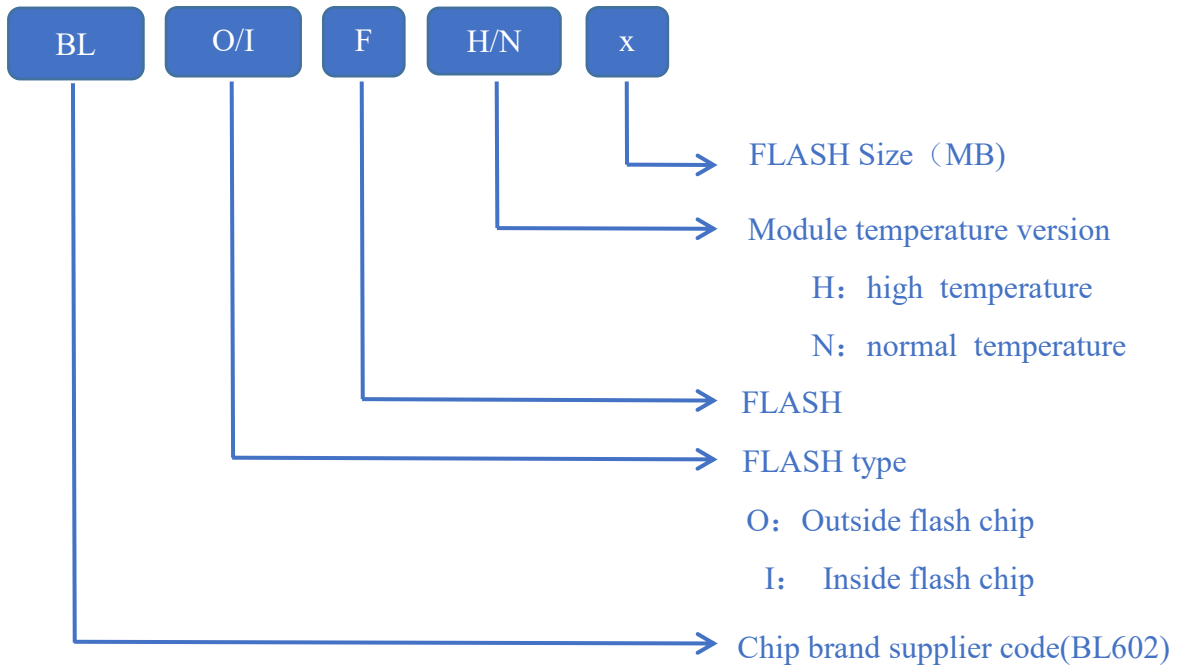 BL O/I F H/N x
FLASH Size（MB)
Module temperature version
H：high temperature
N：normal temperature
FLASH
FLASH type
O：Outside flash chip
I： Inside flash chip
Chip brand supplier code(BL602)